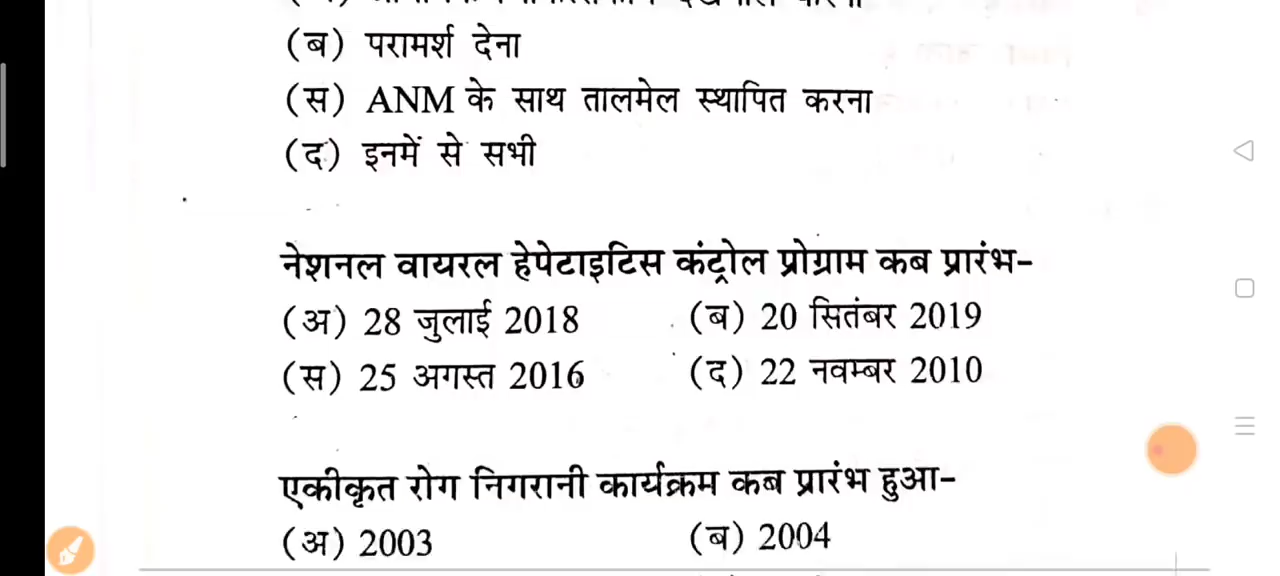 (ब) परामर्श देना
(स) ANM के साथ तालमेल स्थापित करना
(द) इनमें से सभी
नेशनल वायरल हेपेटाइटिस कंट्रोल प्रोग्राम कब प्रारंभ-
(अ) 28 जुलाई 2018 (ब) 20 सितंबर 2019
(स) 25 अगस्त 2016 (द) 22 नवम्बर 2010
एकीकृत रोग निगरानी कार्यक्रम कब प्रारंभ हुआ-
(अ) 2003 (ब) 2004